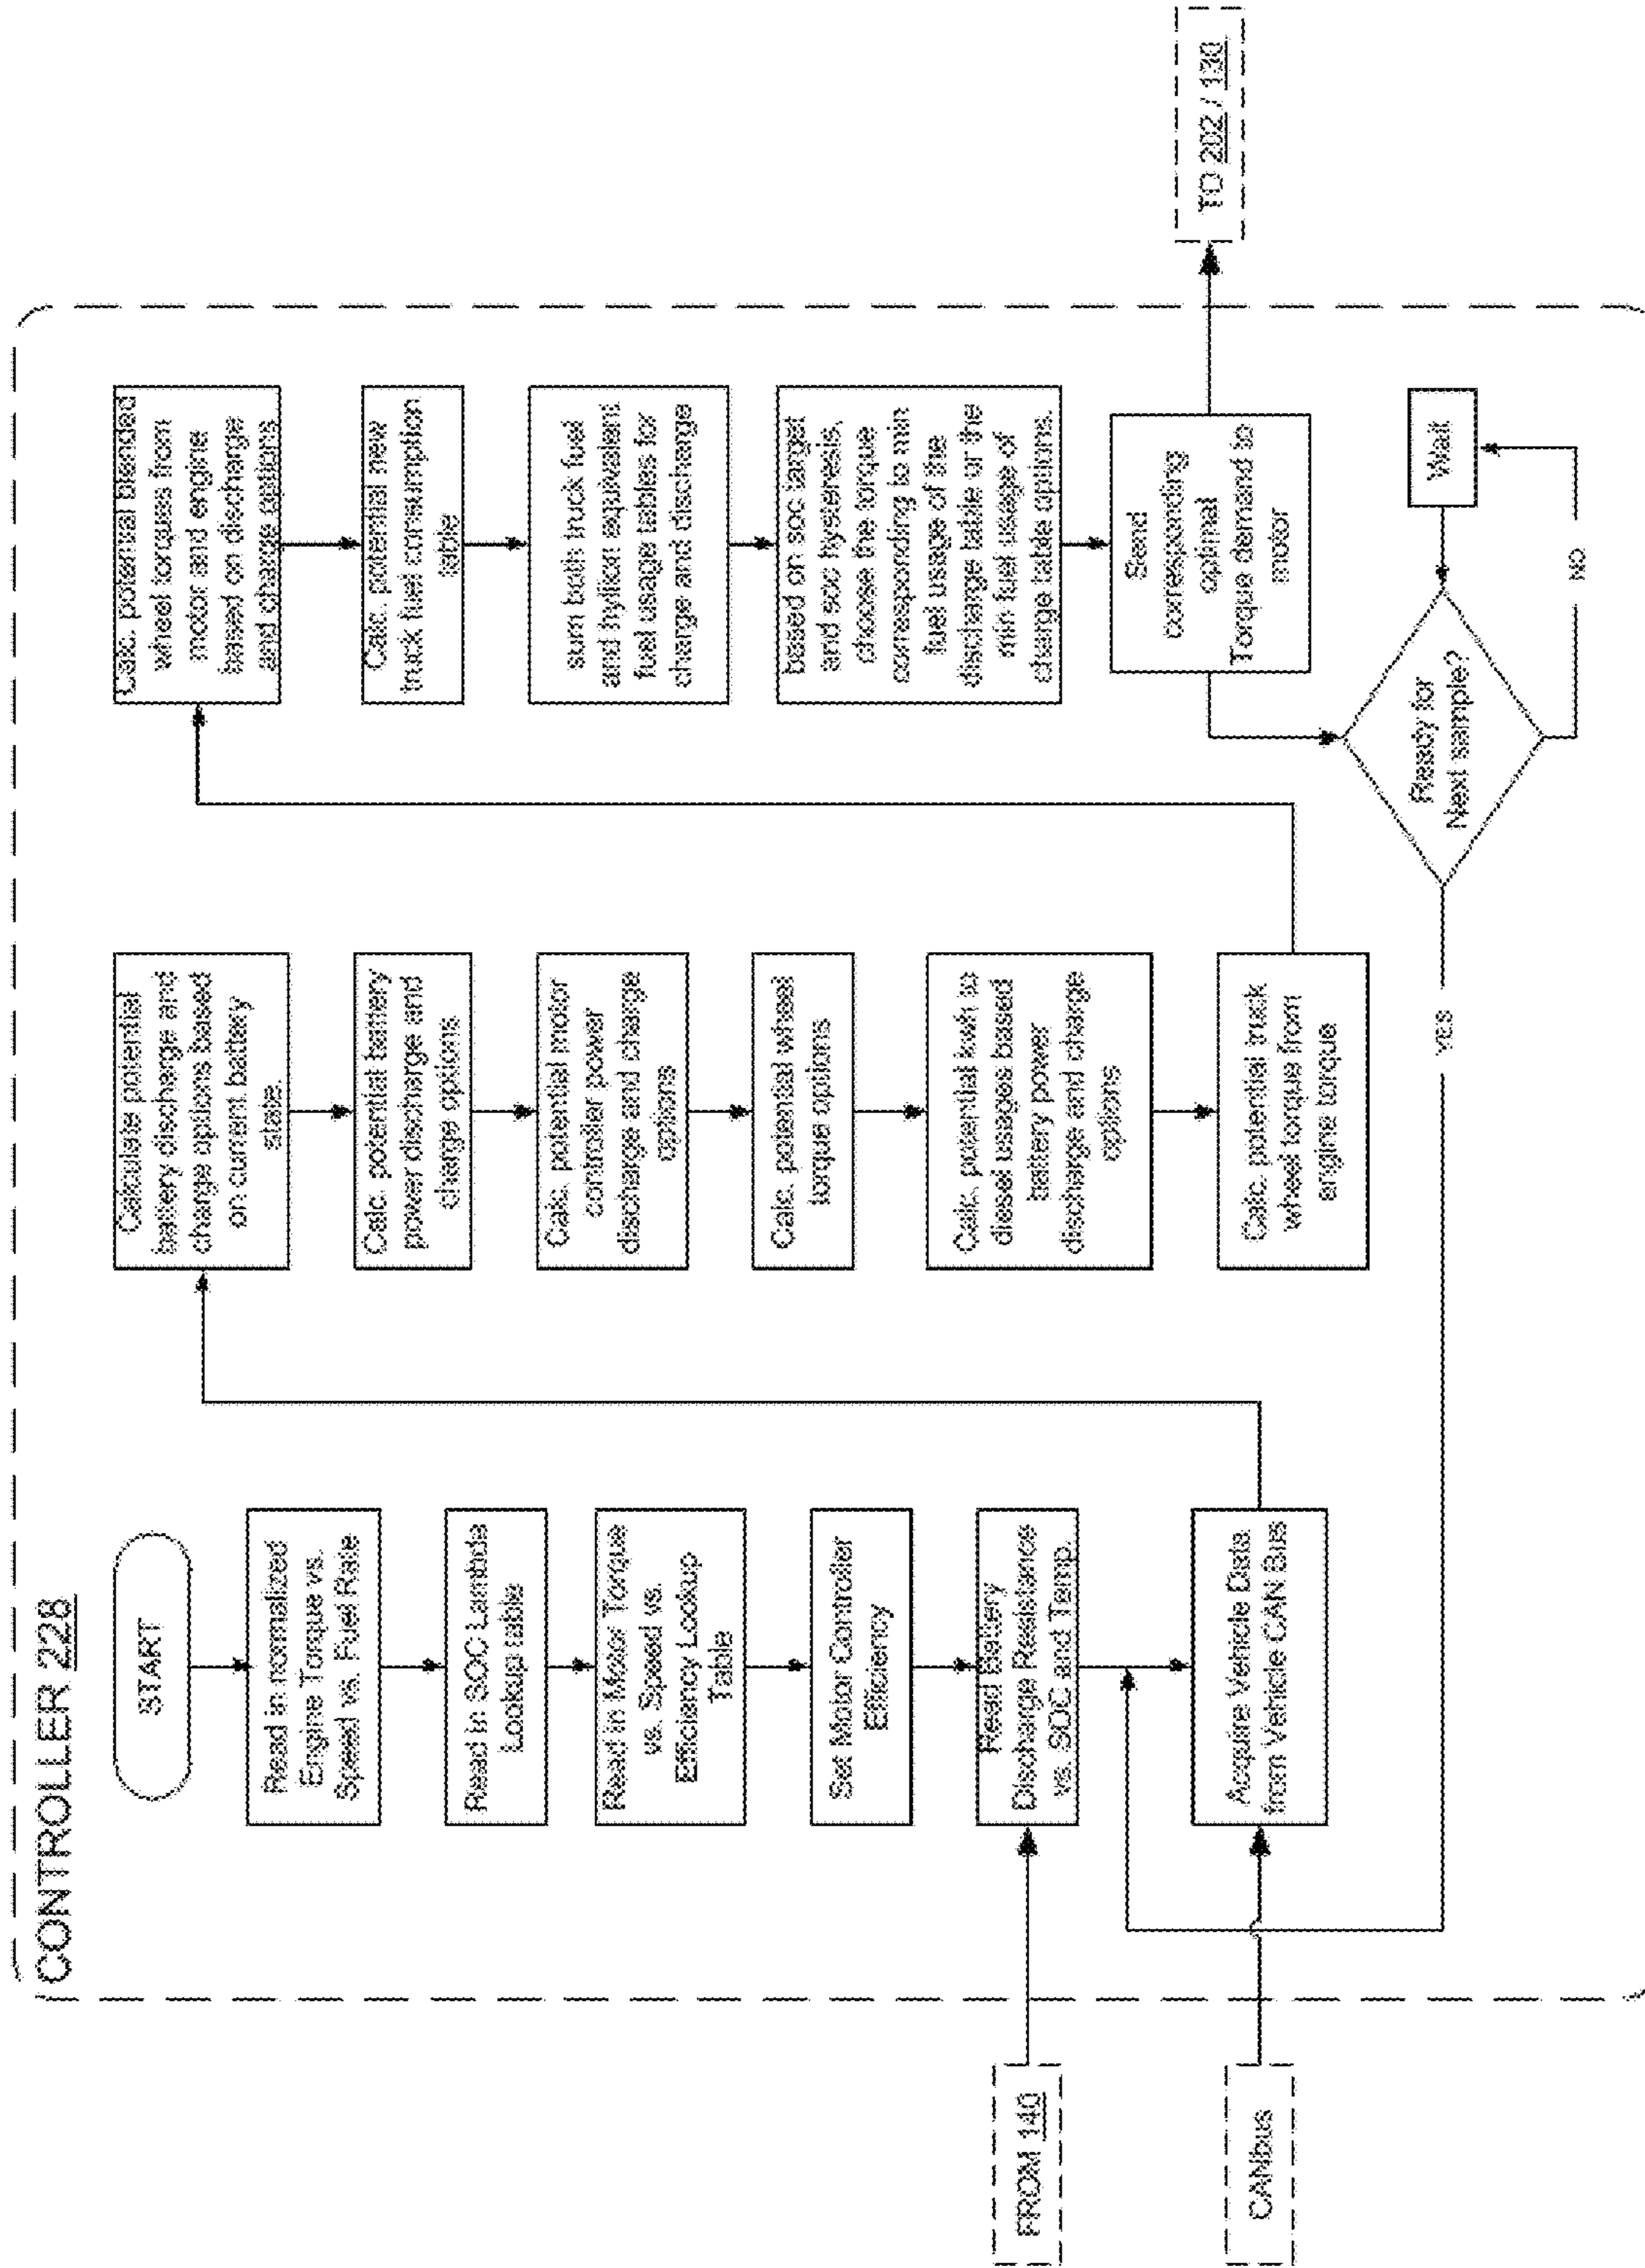 CONTROLLER 228
START
Read in normalized
Engine Torque vs.
Speed vs. Fuel Rate
Read in SOC Lambda
Lookup table
Read in Motor Torque
vs. Speed vs.
Efficiency Lookup
Table
Set Motor Controller
Efficiency
Read Battery
Discharge Resistance
vs. SOC and Temp.
Acquire Vehicle Data
from Vehicle CAN Bus
FROM 140
CANbus
Calculate potential
battery discharge and
charge options based
on current battery
state.
Calc. potential battery
power discharge and
charge options
Calc. potential motor
controller power
discharge and charge
options
Calc. potential wheel
torque options
Calc. potential kwh to
diesel usages based
battery power
discharge and charge
options
Calc. potential truck
wheel torque from
engine torque
Calc. potential blended
wheel torques from
motor and engine
based on discharge
and charge options
Calc. potential new
truck fuel consumption
table
sum both truck fuel
and hyliion equivalent
fuel usage tables for
charge and discharge
based on soc target
and soc hysteresis,
choose the torque
corresponding to min
fuel usage of the
discharge table or the
min fuel usage of
charge table options.
Send
corresponding
optimal
Torque demand to
motor
TO 202 / 130
Ready for
Next sample?
Wait
NO
YES